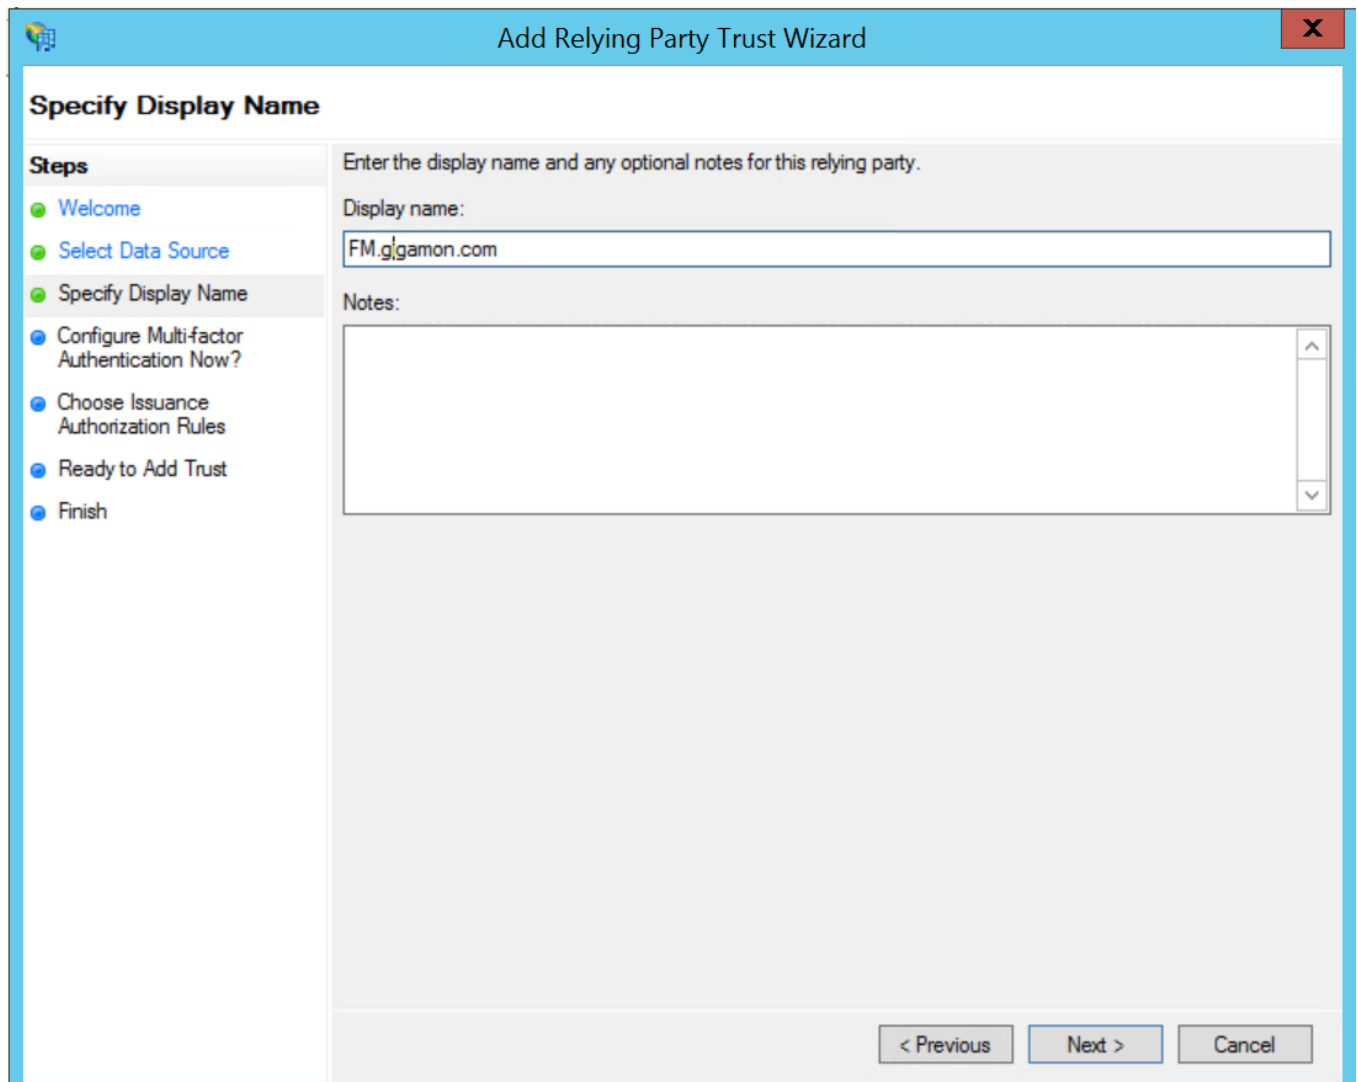 Add Relying Party Trust Wizard
X
Specify Display Name
Steps
Welcome
Select Data Source
Specify Display Name
Configure Multi-factor
Authentication Now?
Choose Issuance
Authorization Rules
Ready to Add Trust
Finish
Enter the display name and any optional notes for this relying party.
Display name:
FM.gigamon.com
Notes:
< Previous
Next >
Cancel